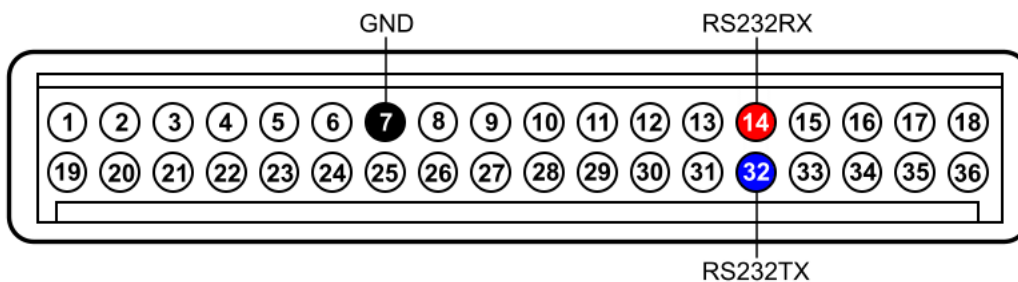 GND RS232RX
1 2 3 4 5 6 7 8 9 10 11 12 13 14 15 16 17 18
19 20 21 22 23 24 25 26 27 28 29 30 31 32 33 34 35 36
RS232TX